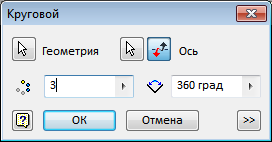 Круговой
Геометрия Ось
3 360 град
ОК Отмена >>